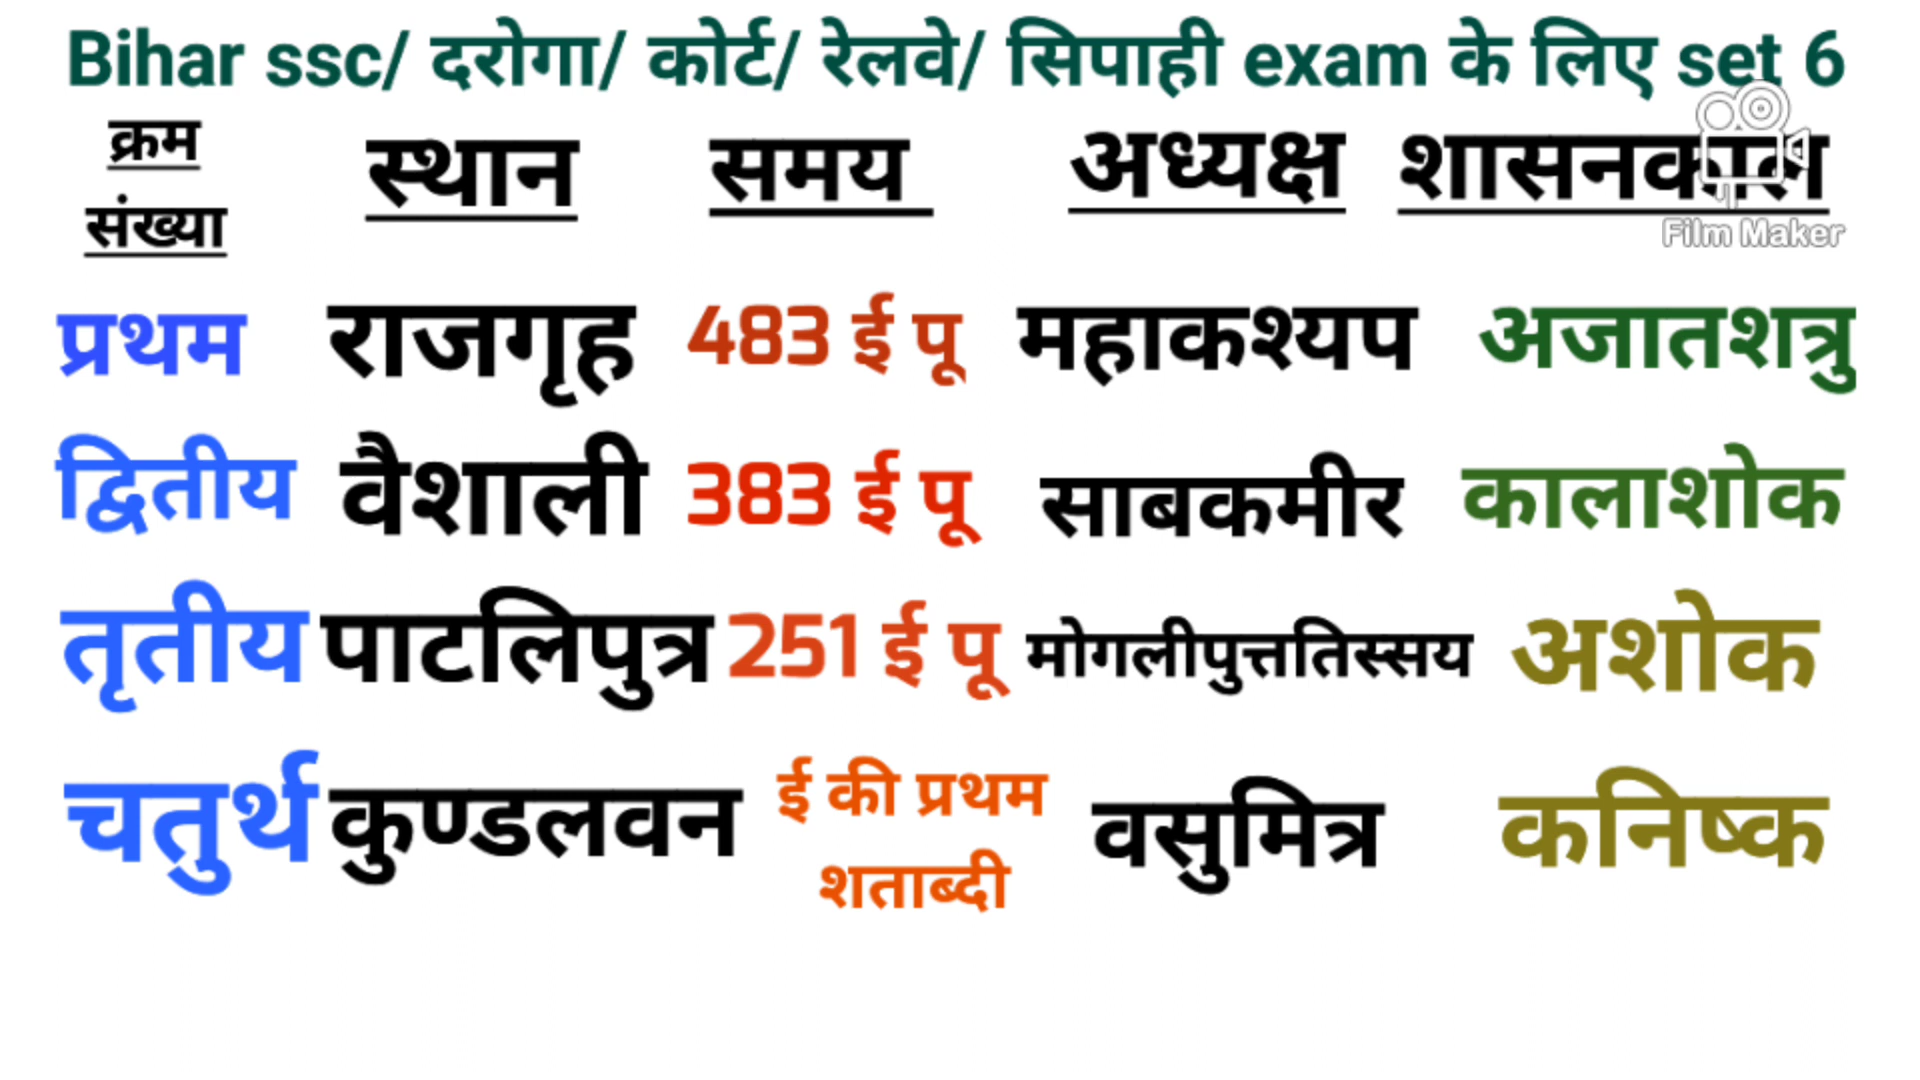 Bihar ssc/ दरोगा/ कोर्ट/ रेलवे/ सिपाही exam के लिए set 6
क्रम संख्या स्थान समय अध्यक्ष शासनकाल
Film Maker
प्रथम राजगृह 483 ई पू महाकश्यप अजातशत्रु
द्वितीय वैशाली 383 ई पू साबकमीर कालाशोक
तृतीय पाटलिपुत्र 251 ई पू मोगलीपुत्ततिस्सय अशोक
चतुर्थ कुण्डलवन ई की प्रथम शताब्दी वसुमित्र कनिष्क